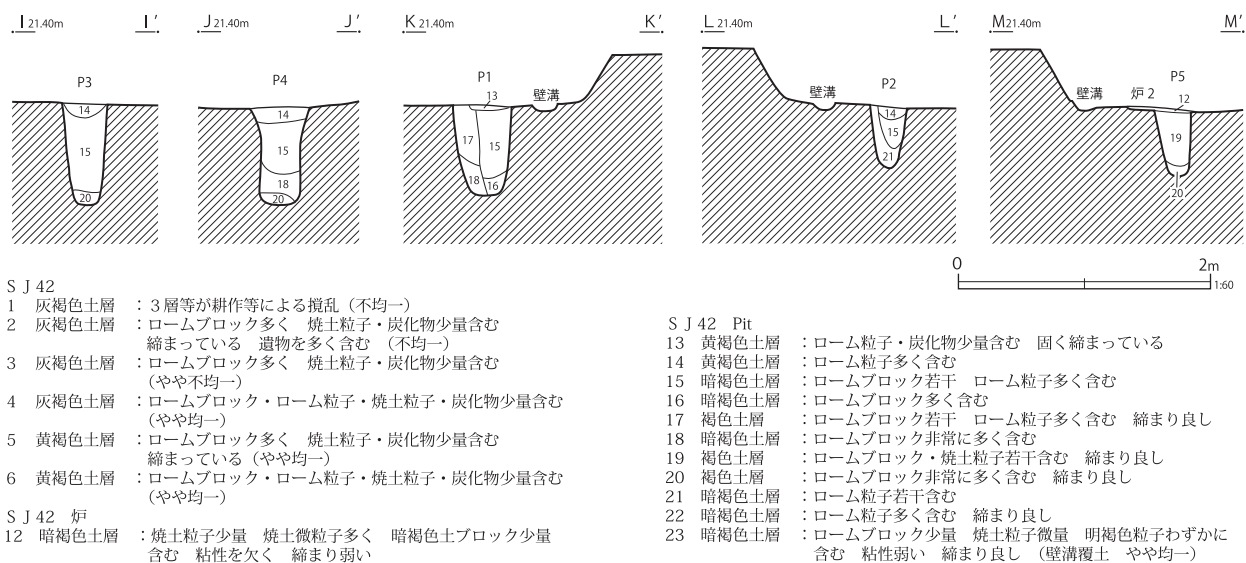 I 21.40m I′ J 21.40m J′ K 21.40m K′ L 21.40m L′ M 21.40m M′
P3 P4 P1 P2 P5
13 壁溝 壁溝 壁溝 炉2 12
14 14 14
15 15 17 15 15 19
20 18 20 18 16 21 20
0 2m
1:60
S J 42
1 灰褐色土層 :3層等が耕作等による撹乱(不均一)
2 灰褐色土層 :ロームブロック多く 焼土粒子・炭化物少量含む
締まっている 遺物を多く含む (不均一)
3 灰褐色土層 :ロームブロック多く 焼土粒子・炭化物少量含む
(やや不均一)
4 灰褐色土層 :ロームブロック・ローム粒子・焼土粒子・炭化物少量含む
(やや均一)
5 黄褐色土層 :ロームブロック多く 焼土粒子・炭化物少量含む
締まっている(やや均一)
6 黄褐色土層 :ロームブロック・ローム粒子・焼土粒子・炭化物少量含む
(やや均一)
S J 42 炉
12 暗褐色土層 :焼土粒子少量 焼土微粒子多く 暗褐色土ブロック少量
含む 粘性を欠く 締まり弱い
S J 42 Pit
13 黄褐色土層 :ローム粒子・炭化物少量含む 固く締まっている
14 黄褐色土層 :ローム粒子多く含む
15 暗褐色土層 :ロームブロック若干 ローム粒子多く含む
16 暗褐色土層 :ロームブロック多く含む
17 褐色土層 :ロームブロック若干 ローム粒子多く含む 締まり良し
18 暗褐色土層 :ロームブロック非常に多く含む
19 褐色土層 :ロームブロック・焼土粒子若干含む 締まり良し
20 褐色土層 :ロームブロック非常に多く含む 締まり良し
21 暗褐色土層 :ローム粒子若干含む
22 暗褐色土層 :ローム粒子多く含む 締まり良し
23 暗褐色土層 :ロームブロック少量 焼土粒子微量 明褐色粒子わずかに
含む 粘性弱い 締まり良し (壁溝覆土 やや均一)